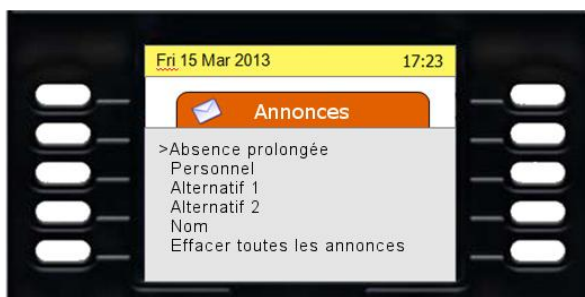 Fri 15 Mar 2013 17:23
Annonces
>Absence prolongée
Personnel
Alternatif 1
Alternatif 2
Nom
Effacer toutes les annonces